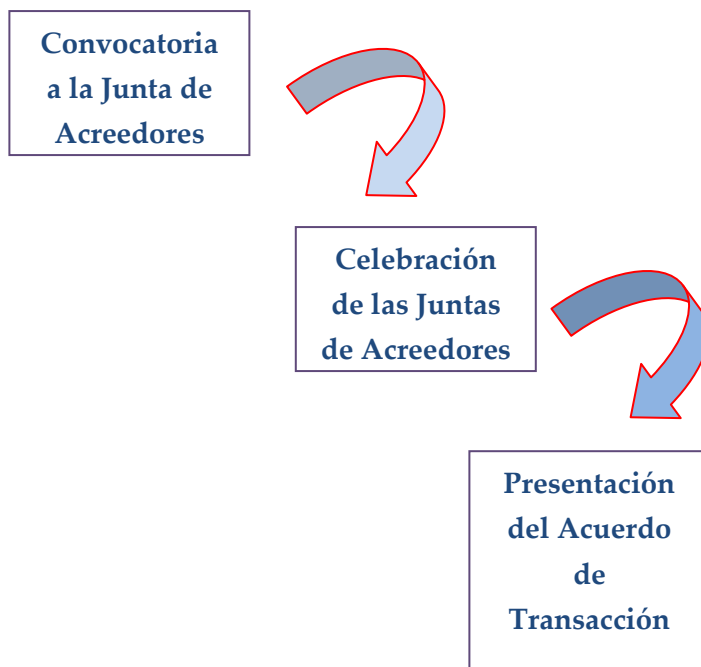 Convocatoria
a la Junta de
Acreedores
Celebración
de las Juntas
de Acreedores
Presentación
del Acuerdo
de
Transacción